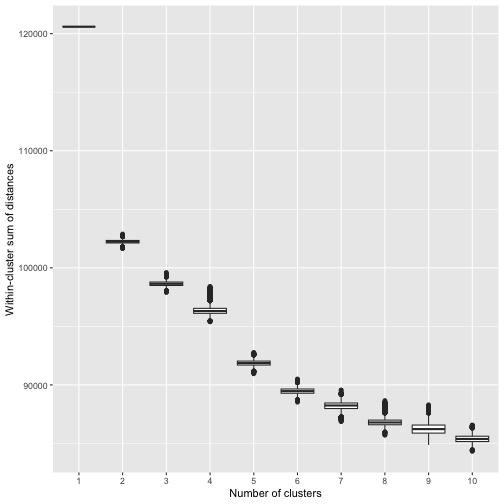 Within-cluster sum of distances
120000
110000
100000
90000
1 2 3 4 5 6 7 8 9 10
Number of clusters